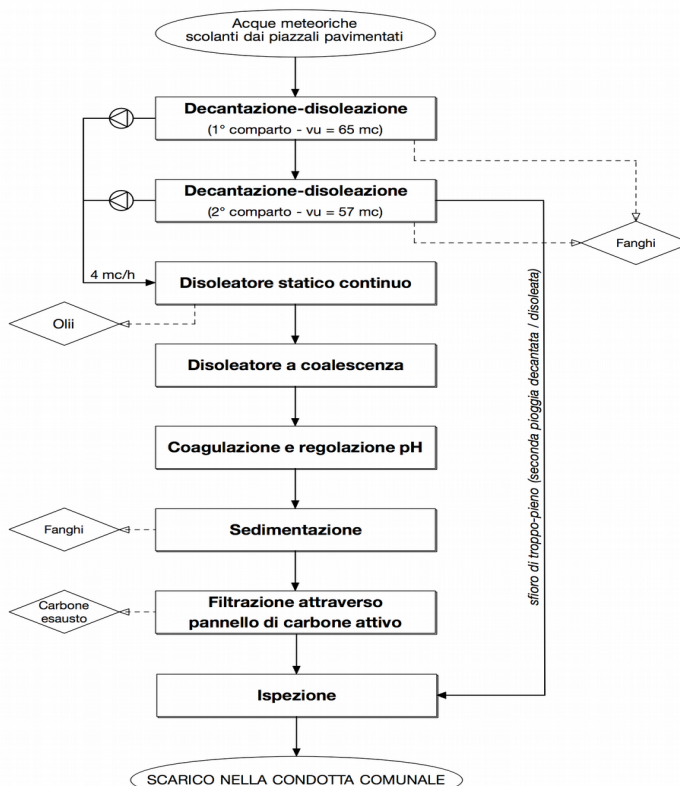 Acque meteoriche
scolanti dai piazzali pavimentati
Decantazione-disoleazione
(1° comparto - vu = 65 mc)
Decantazione-disoleazione
(2° comparto - vu = 57 mc)
Fanghi
4 mc/h
Disoleatore statico continuo
Olii
Disoleatore a coalescenza
sfioro di troppo-pieno (seconda pioggia decantata / disoleata)
Coagulazione e regolazione pH
Fanghi
Sedimentazione
Carbone
esausto
Filtrazione attraverso
pannello di carbone attivo
Ispezione
SCARICO NELLA CONDOTTA COMUNALE